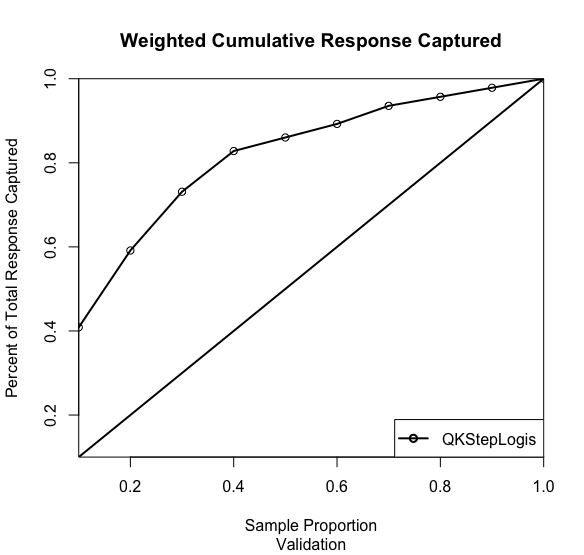 Weighted Cumulative Response Captured
Percent of Total Response Captured
1.0
0.8
0.6
0.4
0.2
QKStepLogis
0.2 0.4 0.6 0.8 1.0
Sample Proportion
Validation